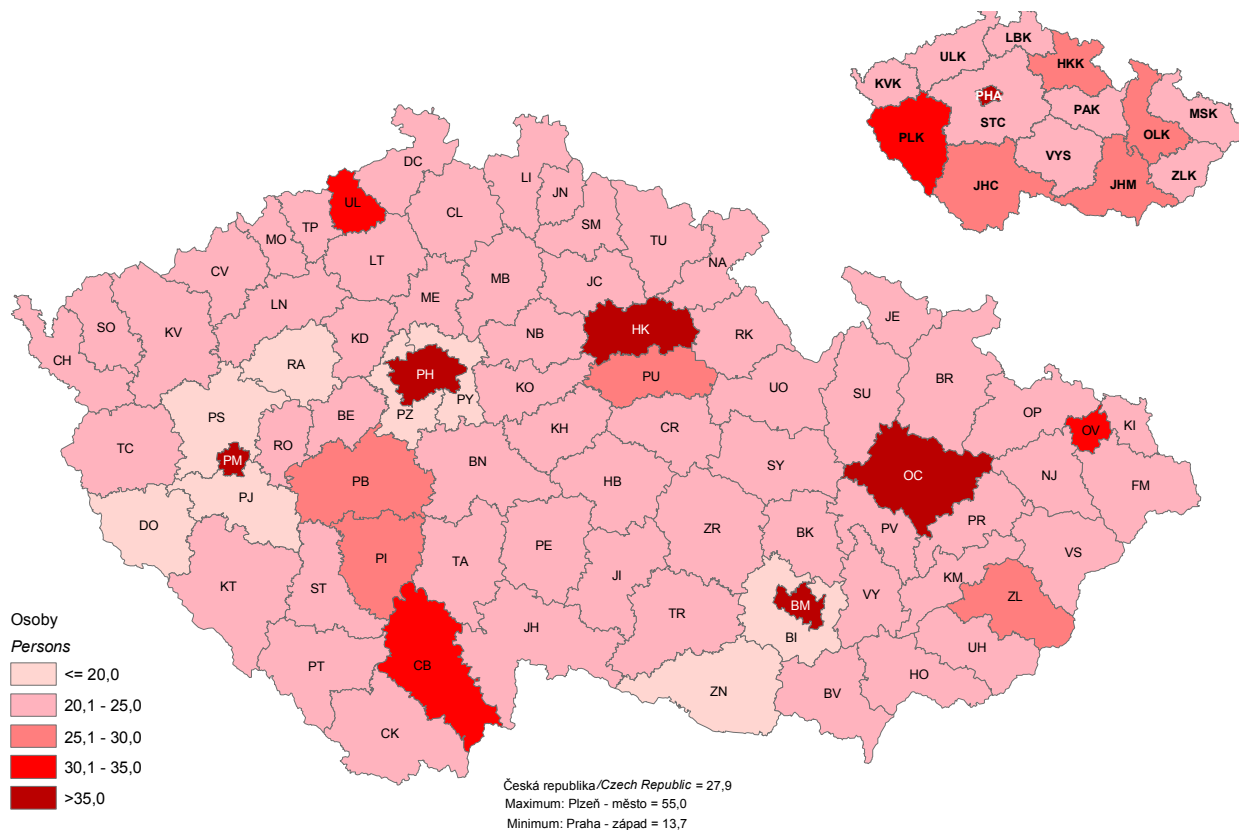 LBK
ULK
HKK
KVK
PHA
PAK
MSK
STC
OLK
PLK
VYS
ZLK
JHC
JHM
DC
LI
JN
UL
CL
SM
TP
MO
TU
NA
CV
LT
MB
JC
ME
LN
SO
KV
HK
JE
CH
KD
NB
RK
RA
PH
PU
BR
SU
UO
PY
KO
OP
PS
BE
PZ
OV
KI
RO
KH
CR
TC
PM
SY
BN
OC
NJ
PB
HB
FM
PJ
DO
PV
PR
ZR
BK
PE
VS
PI
TA
KT
ST
JI
KM
VY
ZL
BM
TR
BI
JH
UH
PT
CB
HO
ZN
BV
CK
Osoby
Persons
<= 20,0
20,1 - 25,0
25,1 - 30,0
30,1 - 35,0
>35,0
Česká republika/Czech Republic = 27,9
Maximum: Plzeň - město = 55,0
Minimum: Praha - západ = 13,7